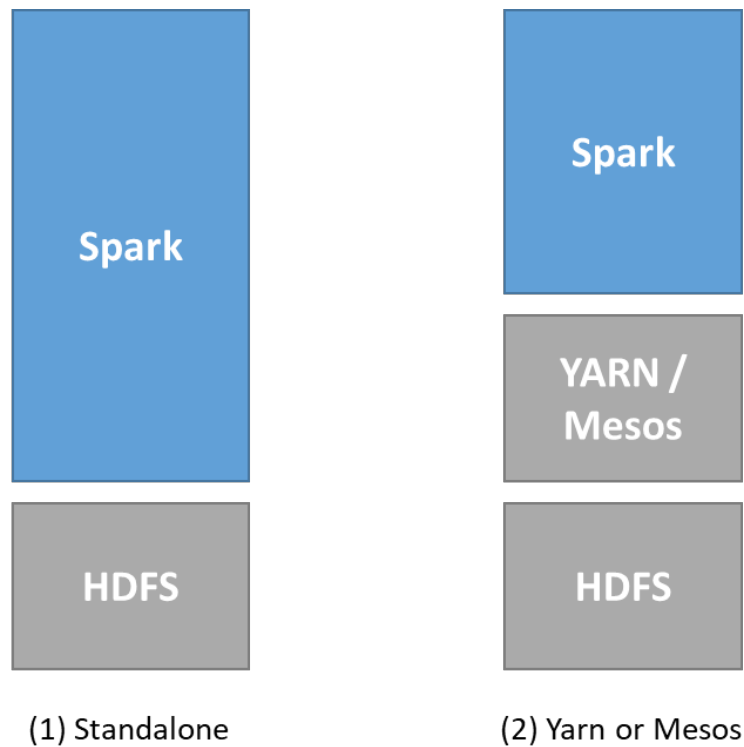 Spark
HDFS
(1) Standalone
Spark
YARN /
Mesos
HDFS
(2) Yarn or Mesos